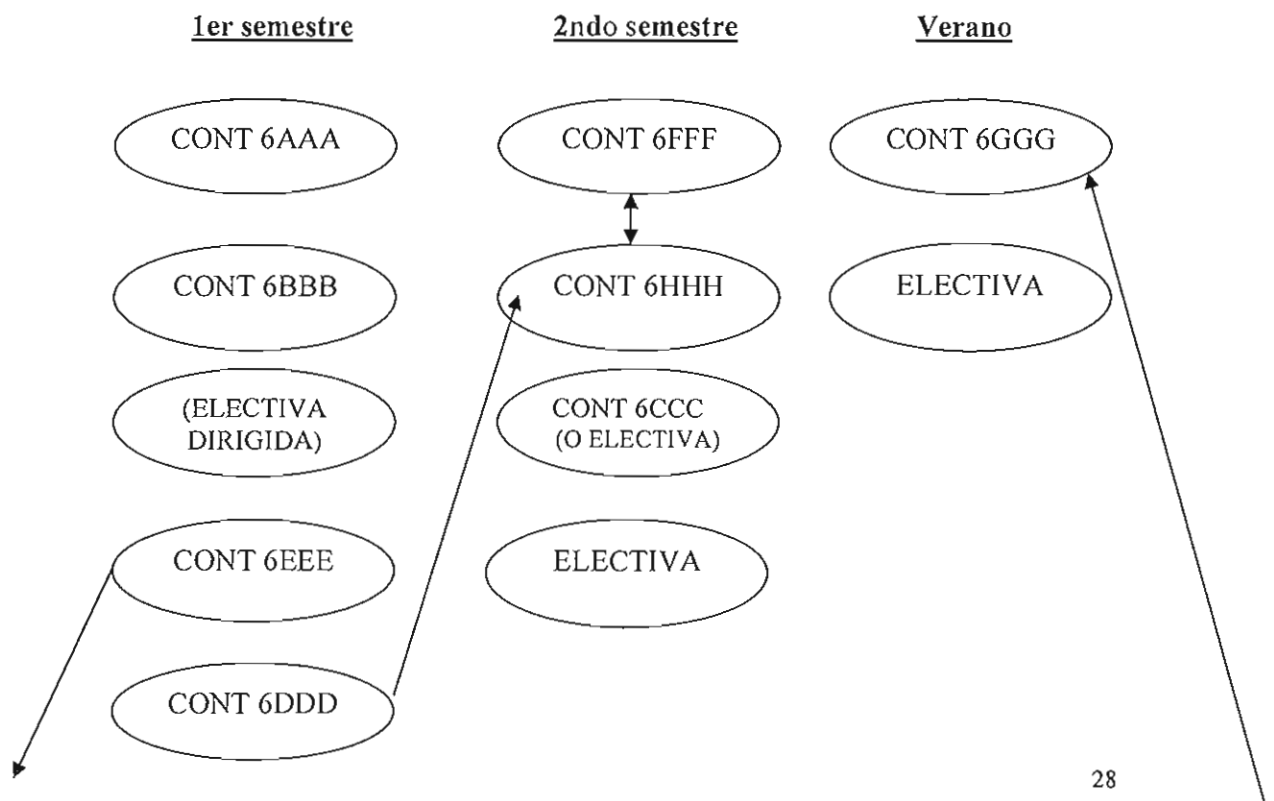 1er semestre
2ndo semestre
Verano
CONT 6AAA
CONT 6FFF
CONT 6GGG
CONT 6BBB
CONT 6HHH
ELECTIVA
(ELECTIVA
DIRIGIDA)
CONT 6CCC
(O ELECTIVA)
CONT 6EEE
ELECTIVA
CONT 6DDD
28